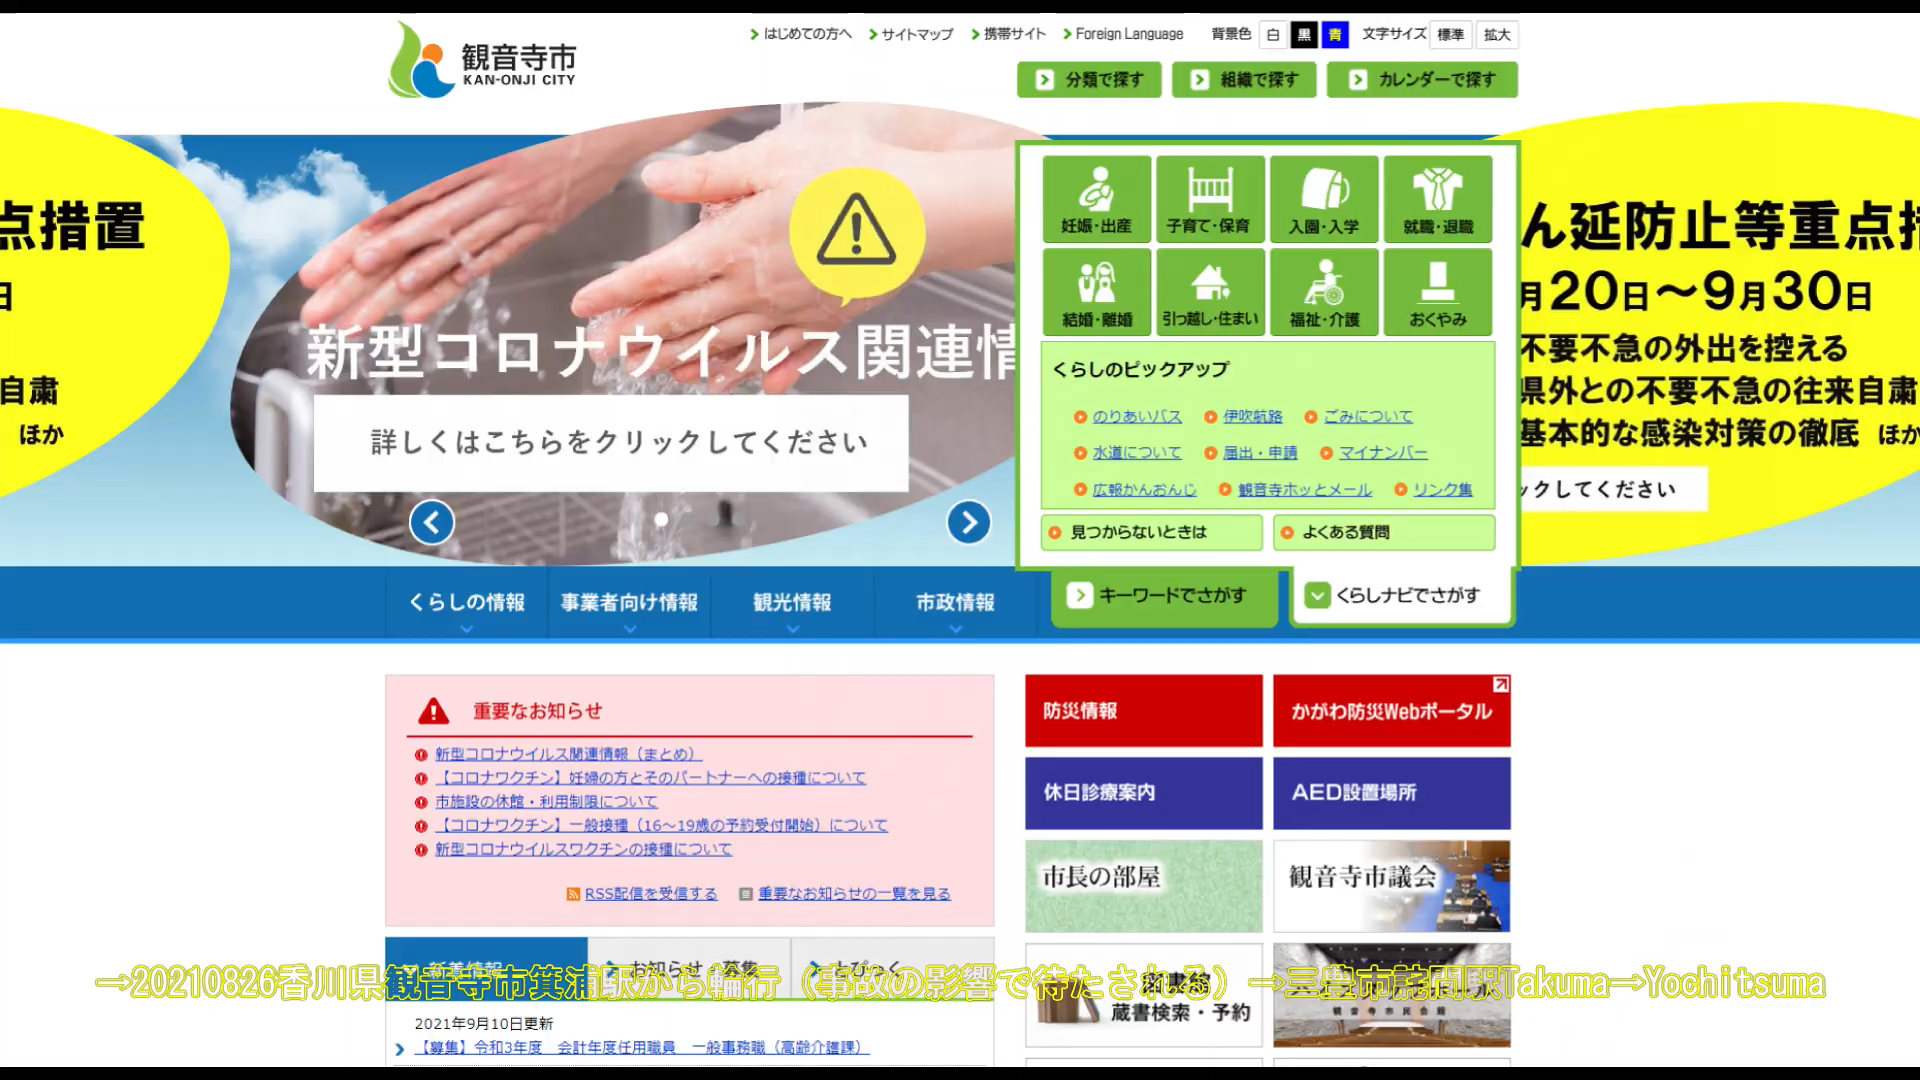 観音寺市
KAN-ONJI CITY
はじめての方へ サイトマップ 携帯サイト Foreign Language 背景色 白 黒 青 文字サイズ 標準 拡大
分類で探す 組織で探す カレンダーで探す
点措置
日
自粛
ほか
新型コロナウイルス関連情
詳しくはこちらをクリックしてください
妊娠・出産 子育て・保育 入園・入学 就職・退職
結婚・離婚 引っ越し・住まい 福祉・介護 おくやみ
くらしのピックアップ
のりあいバス 伊吹航路 ごみについて
水道について 届出・申請 マイナンバー
広報かんおんじ 観音寺ホッとメール リンク集
見つからないときは よくある質問
ん延防止等重点措
月20日～9月30日
不要不急の外出を控える
県外との不要不急の往来自粛
基本的な感染対策の徹底 ほか
ックしてください
くらしの情報 事業者向け情報 観光情報 市政情報
キーワードでさがす くらしナビでさがす
重要なお知らせ
新型コロナウイルス関連情報（まとめ）
【コロナワクチン】妊婦の方とそのパートナーへの接種について
市施設の休館・利用制限について
【コロナワクチン】一般接種（16～19歳の予約受付開始）について
新型コロナウイルスワクチンの接種について
RSS配信を受信する 重要なお知らせの一覧を見る
防災情報 かがわ防災Webポータル
休日診療案内 AED設置場所
市長の部屋 観音寺市議会
新着情報 お知らせ 募集 とぴっく
→20210826香川県観音寺市箕浦駅から輪行（事故の影響で待たされる）→三豊市詫間駅Takuma→Yochitsuma
蔵書検索・予約
観音寺市民会館
2021年9月10日更新
【募集】令和3年度 会計年度任用職員 一般事務職（高齢介護課）